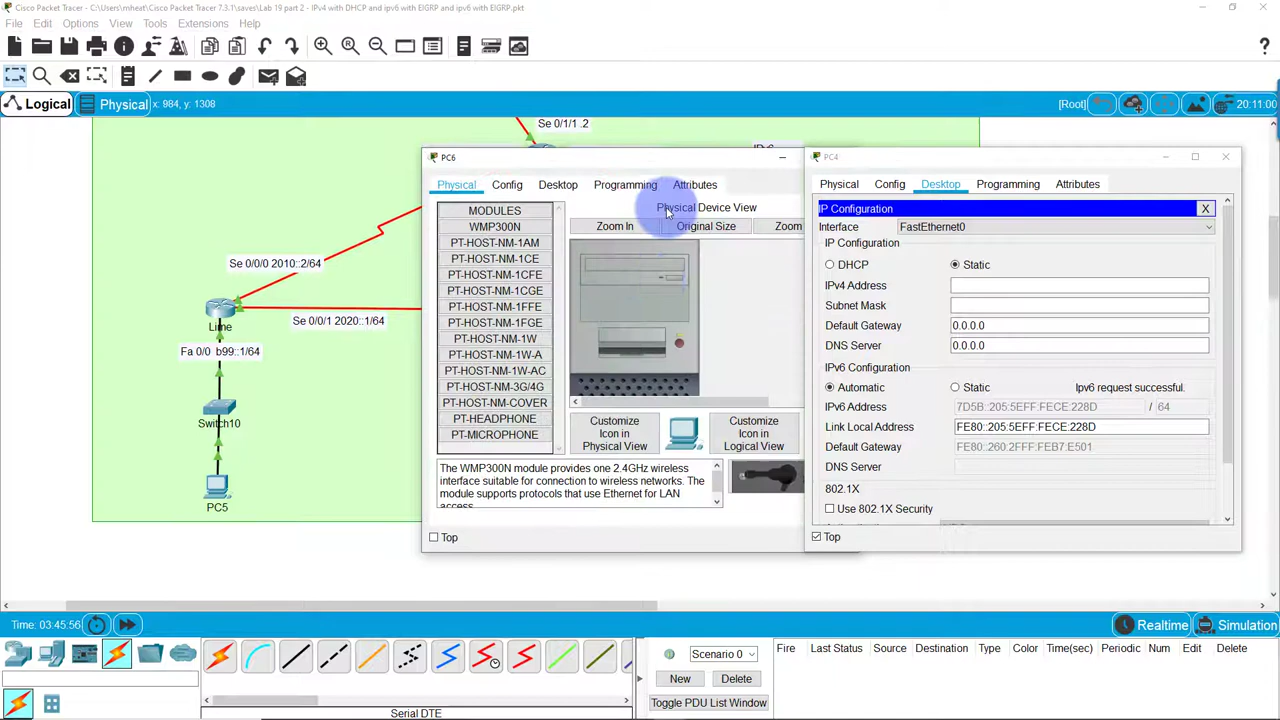 Cisco Packet Tracer - C:\Users\mheat\Cisco Packet Tracer 7.3.1\saves\Lab 19 part 2 - IPv4 with DHCP and ipv6 with EIGRP and ipv6 with EIGRP.pkt
File Edit Options View Tools Extensions Help
Logical Physical x: 984, y: 1308 [Root] 20:11:00
Se 0/1/1 .2
IPv6
PC6
Physical Config Desktop Programming Attributes
MODULES
WMP300N
PT-HOST-NM-1AM
PT-HOST-NM-1CE
PT-HOST-NM-1CFE
PT-HOST-NM-1CGE
PT-HOST-NM-1FFE
PT-HOST-NM-1FGE
PT-HOST-NM-1W
PT-HOST-NM-1W-A
PT-HOST-NM-1W-AC
PT-HOST-NM-3G/4G
PT-HOST-NM-COVER
PT-HEADPHONE
PT-MICROPHONE
Physical Device View
Zoom In Original Size Zoom
Customize
Icon in
Physical View
Customize
Icon in
Logical View
The WMP300N module provides one 2.4GHz wireless
interface suitable for connection to wireless networks. The
module supports protocols that use Ethernet for LAN
access.
Top
PC4
Physical Config Desktop Programming Attributes
IP Configuration X
Interface FastEthernet0
IP Configuration
DHCP Static
IPv4 Address
Subnet Mask
Default Gateway 0.0.0.0
DNS Server 0.0.0.0
IPv6 Configuration
Automatic Static Ipv6 request successful.
IPv6 Address 7D5B::205:5EFF:FECE:228D / 64
Link Local Address FE80::205:5EFF:FECE:228D
Default Gateway FE80::260:2FFF:FEB7:E501
DNS Server
802.1X
Use 802.1X Security
Top
Se 0/0/0 2010::2/64
Lime
Se 0/0/1 2020::1/64
Fa 0/0 b99::1/64
Switch10
PC5
Time: 03:45:56 Realtime Simulation
Scenario 0
New Delete
Toggle PDU List Window
Fire Last Status Source Destination Type Color Time(sec) Periodic Num Edit Delete
Serial DTE